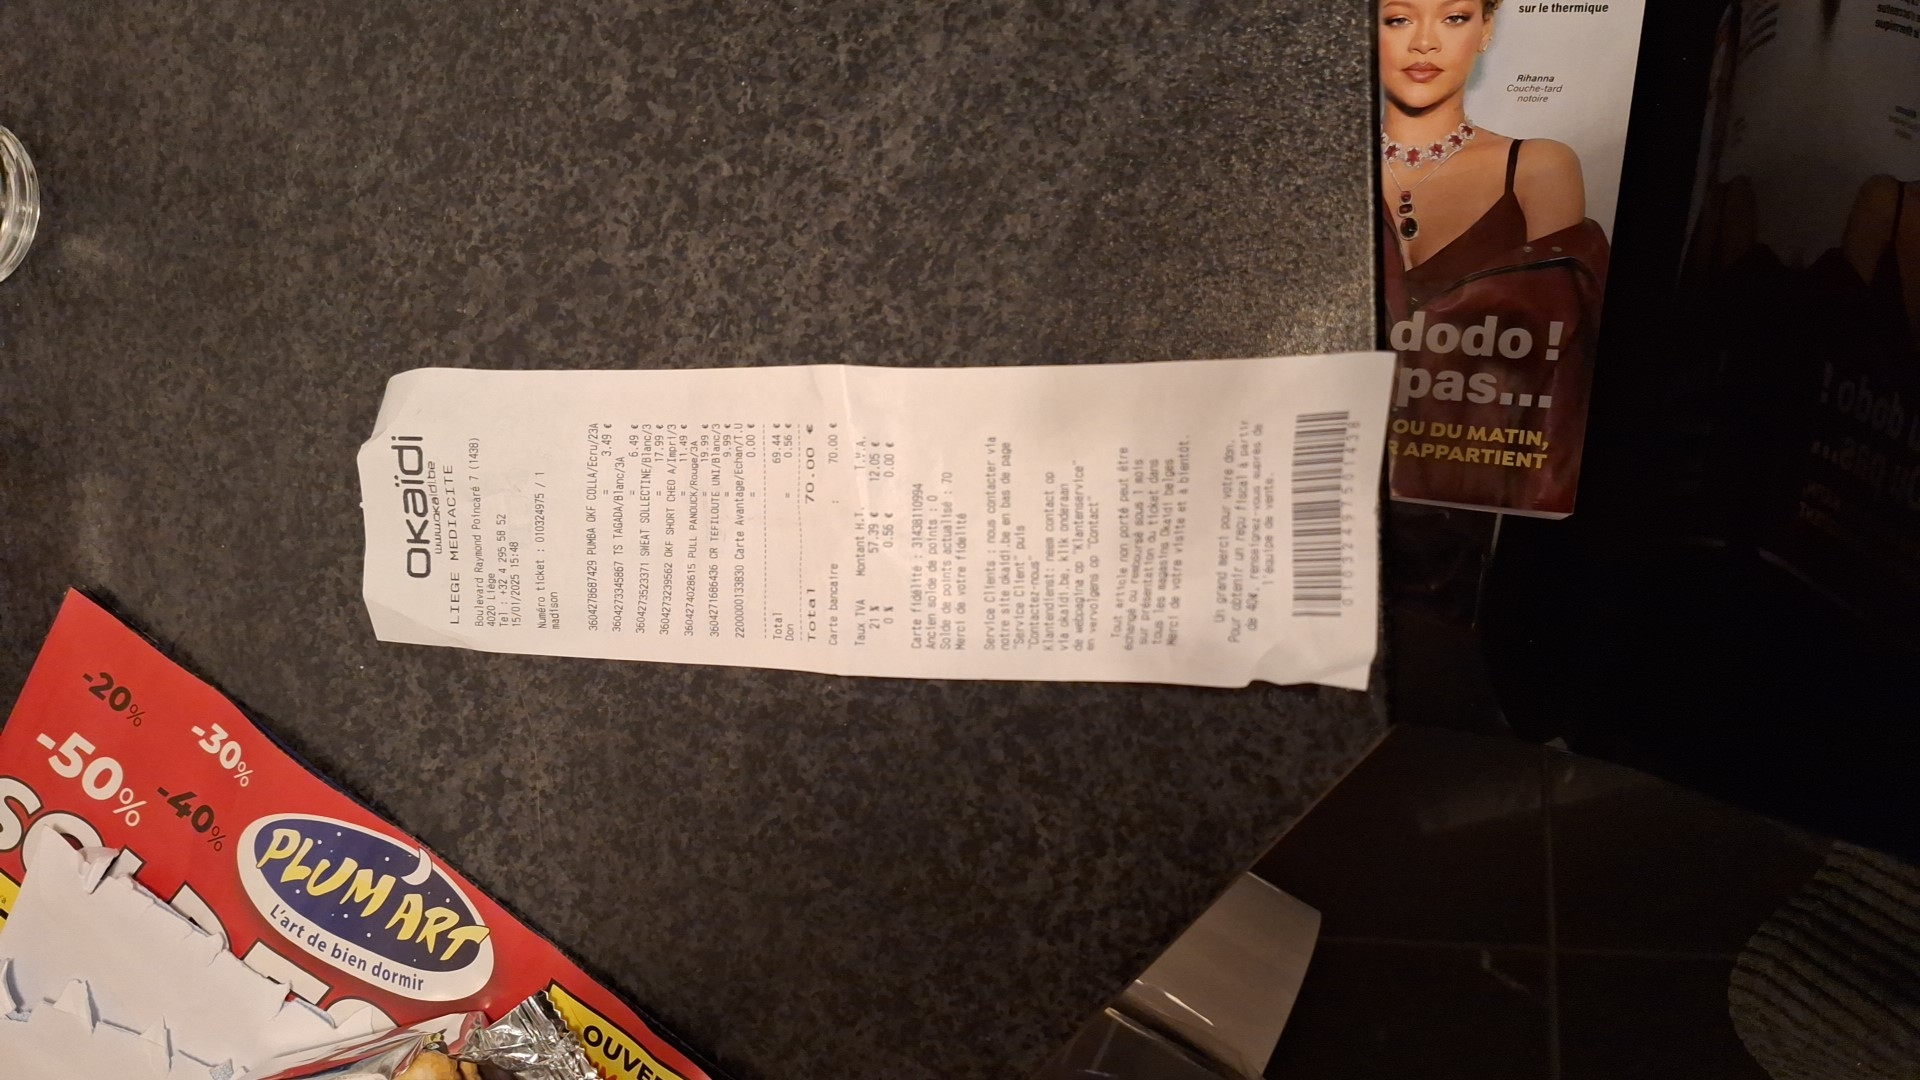 okaïdi
www.okaidi.be
LIEGE MEDIACITE
Boulevard Raymond Poincaré 7 (1438)
4020 Liège
Tel : +32 4 295 58 52
15/01/2025 15:48
Numéro ticket : 010324975 / 1
madison
3604278687429 PUMBA OKF COLLA/Ecru/23A
= 3.49 €
3604273345867 TS TAGADA/Blanc/3A
= 6.49 €
3604273523371 SWEAT SOLLECTINE/Blanc/3
= 17.99 €
3604273239562 OKF SHORT CHED A/Impri/3
= 11.49 €
3604274028615 PULL PANOUCK/Rouge/3A
= 19.99 €
3604271686436 CR TEFILOUTE UNI/Blanc/3
= 9.99 €
2200000133830 Carte Avantage/Echan/T.U
= 0.00 €
Total 69.44 €
Don = 0.56 €
Total 70.00 €
Carte bancaire : 70.00 €
Taux TVA Montant H.T. T.V.A.
21 % 57.39 € 12.05 €
0 % 0.56 € 0.00 €
Carte fidélité : 31438110994
Ancien solde de points : 0
Solde de points actualisé : 70
Merci de votre fidélité
Service Clients : nous contacter via
notre site okaidi.be en bas de page
"Service Client" puis
"Contactez-nous"
Klantendienst: neem contact op
via okaidi.be, klik onderaan
de webpagina op "Klantenservice"
en vervolgens op "Contact"
Tout article non porté peut être
échangé ou remboursé sous 1 mois
sur présentation du ticket dans
tous les magasins Okaïdi belges
Merci de votre visite et à bientôt.
Un grand merci pour votre don.
Pour obtenir un reçu fiscal à partir
de 40€, renseignez-vous auprès de
l'équipe de vente.
sur le thermique
Rihanna
Couche-tard
notoire
dodo !
pas...
OU DU MATIN,
R APPARTIENT
-20%
-30%
-50%
-40%
PLUM'ART
L'art de bien dormir
OUVE